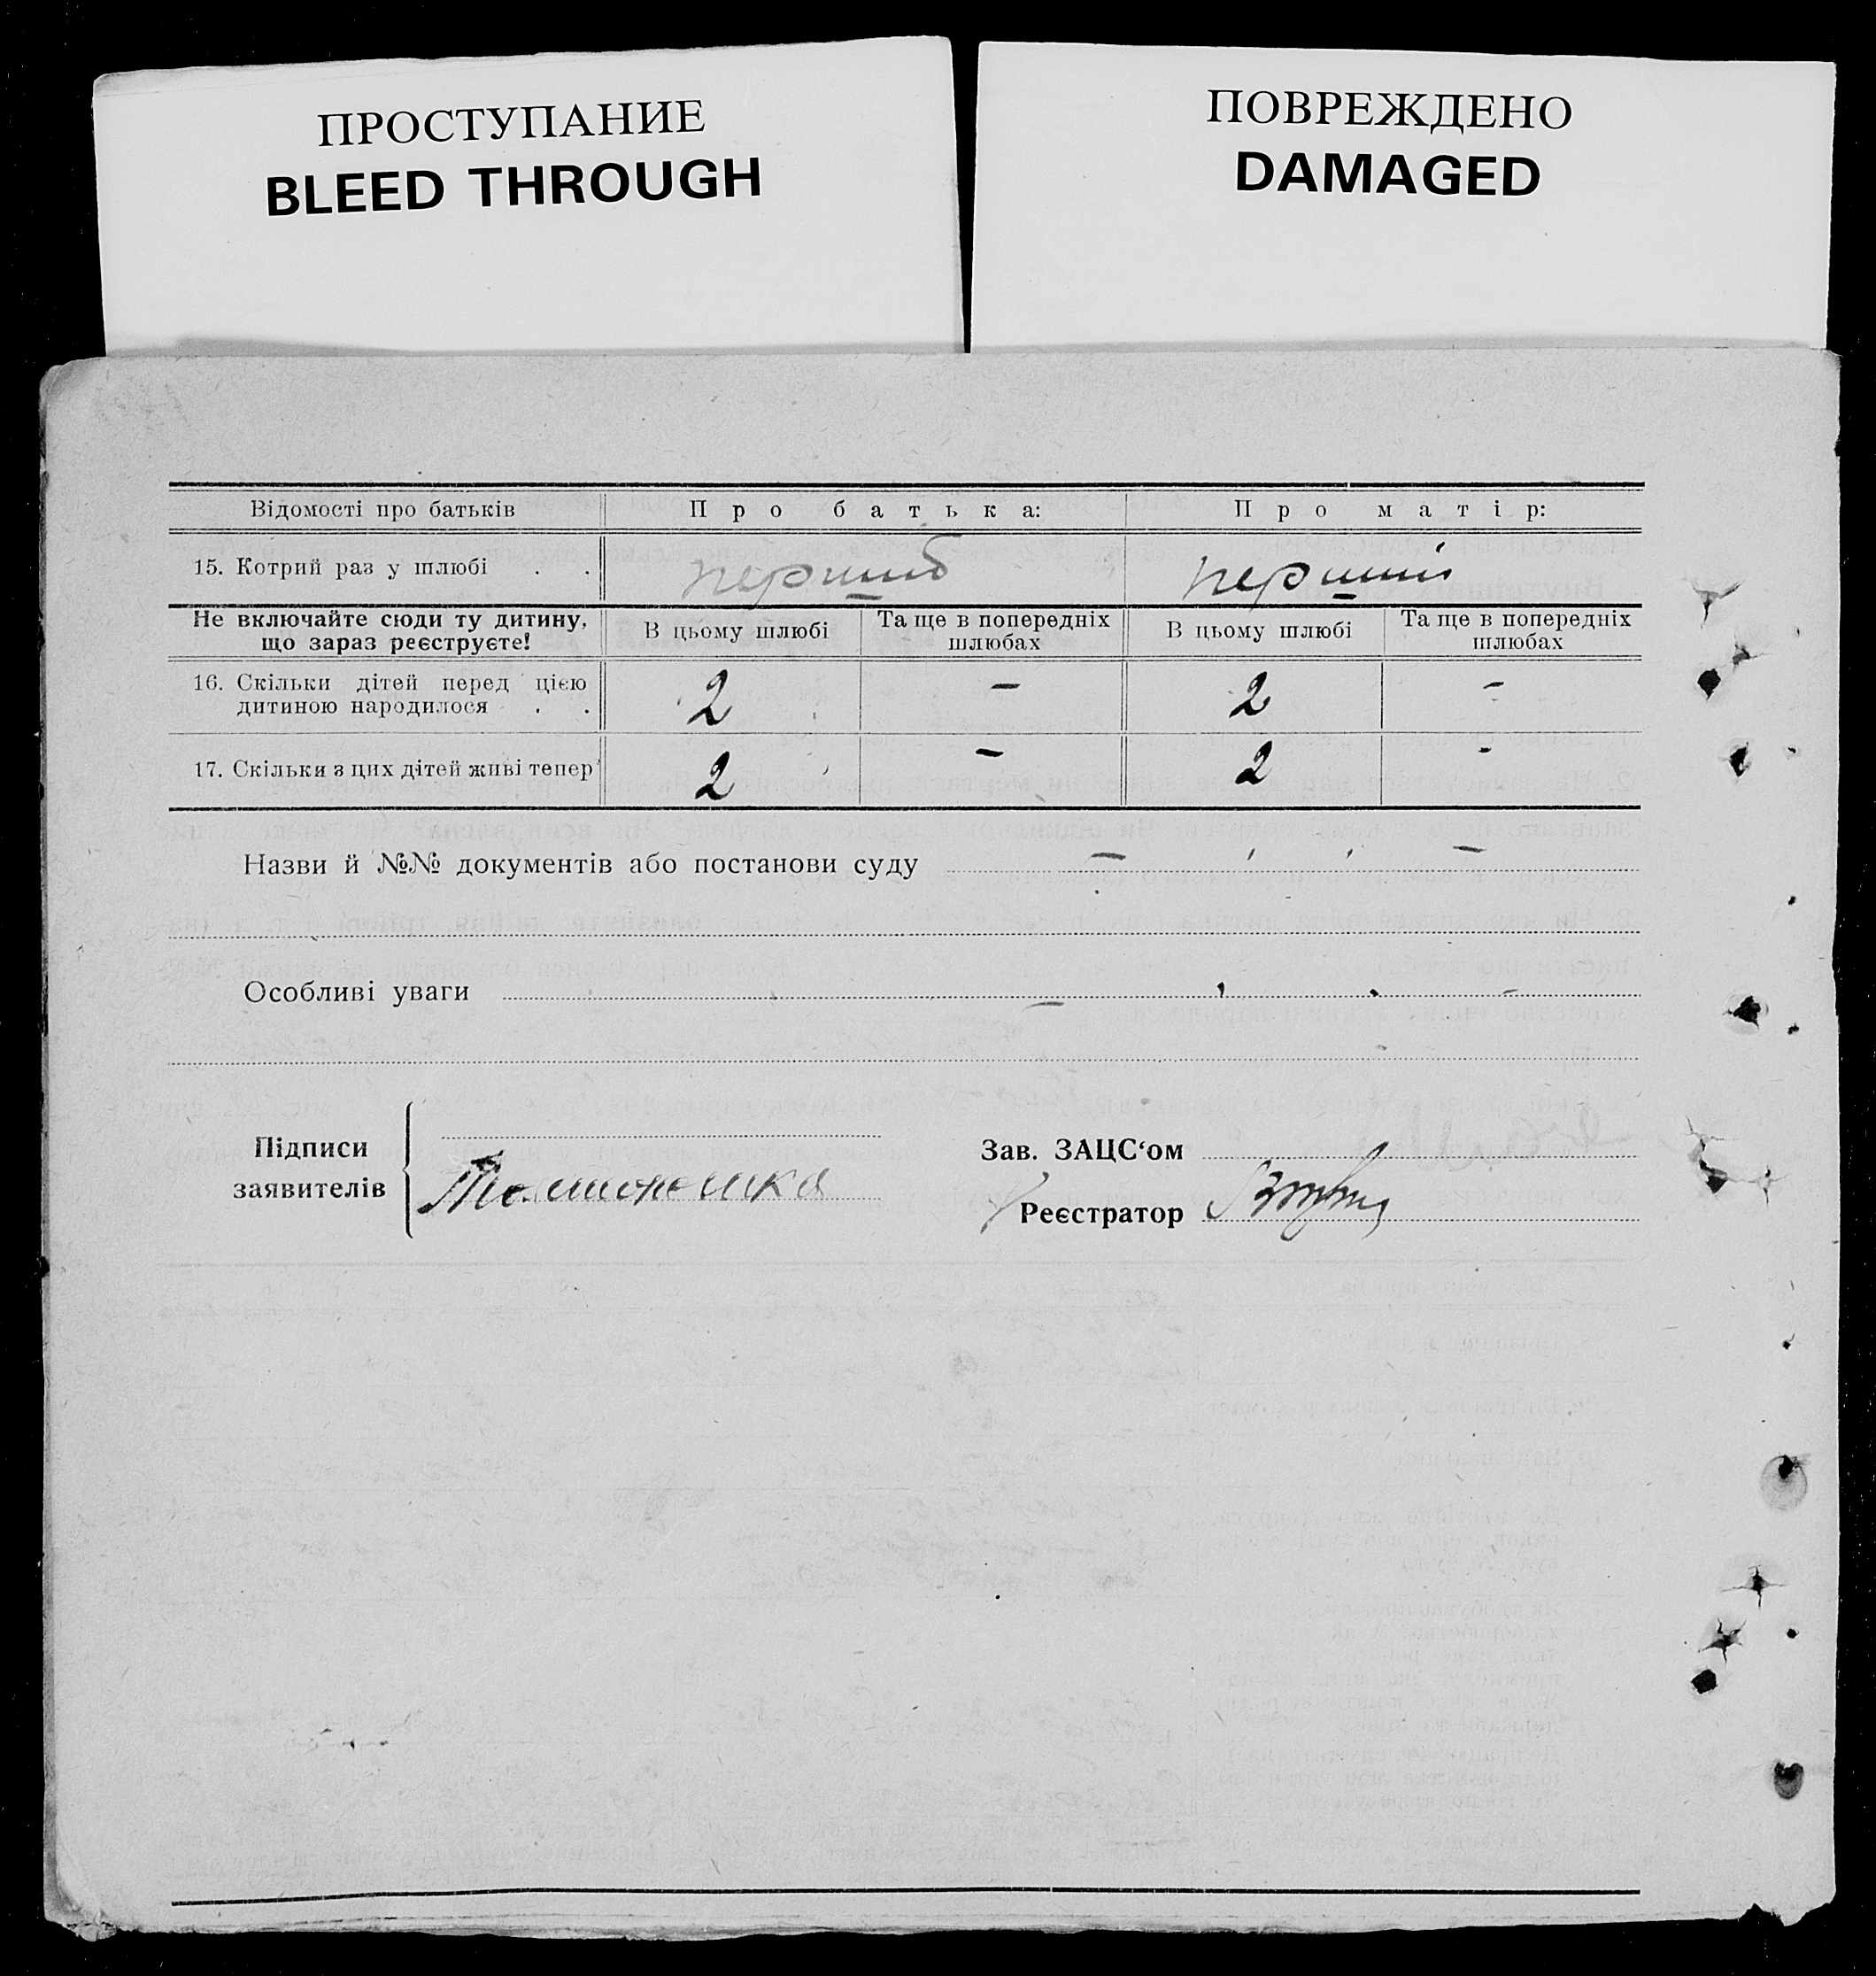 ПРОСТУПАНИЕ
BLEED THROUGH
ПОВРЕЖДЕНО
DAMAGED
Відомості про батьків Про батька: Про матір:
15. Котрий раз у шлюбі . . перший перший
Не включайте сюди ту дитину, що зараз реєструєте! В цьому шлюбі Та ще в попередніх шлюбах В цьому шлюбі Та ще в попередніх шлюбах
16. Скільки дітей перед цією дитиною народилося . . 2 – 2 –
17. Скільки з цих дітей живі тепер 2 – 2 -
Назви й №№ документів або постанови суду – –
Особливі уваги – –
Підписи заявителів
Зав. ЗАЦС‘ом
Реєстратор